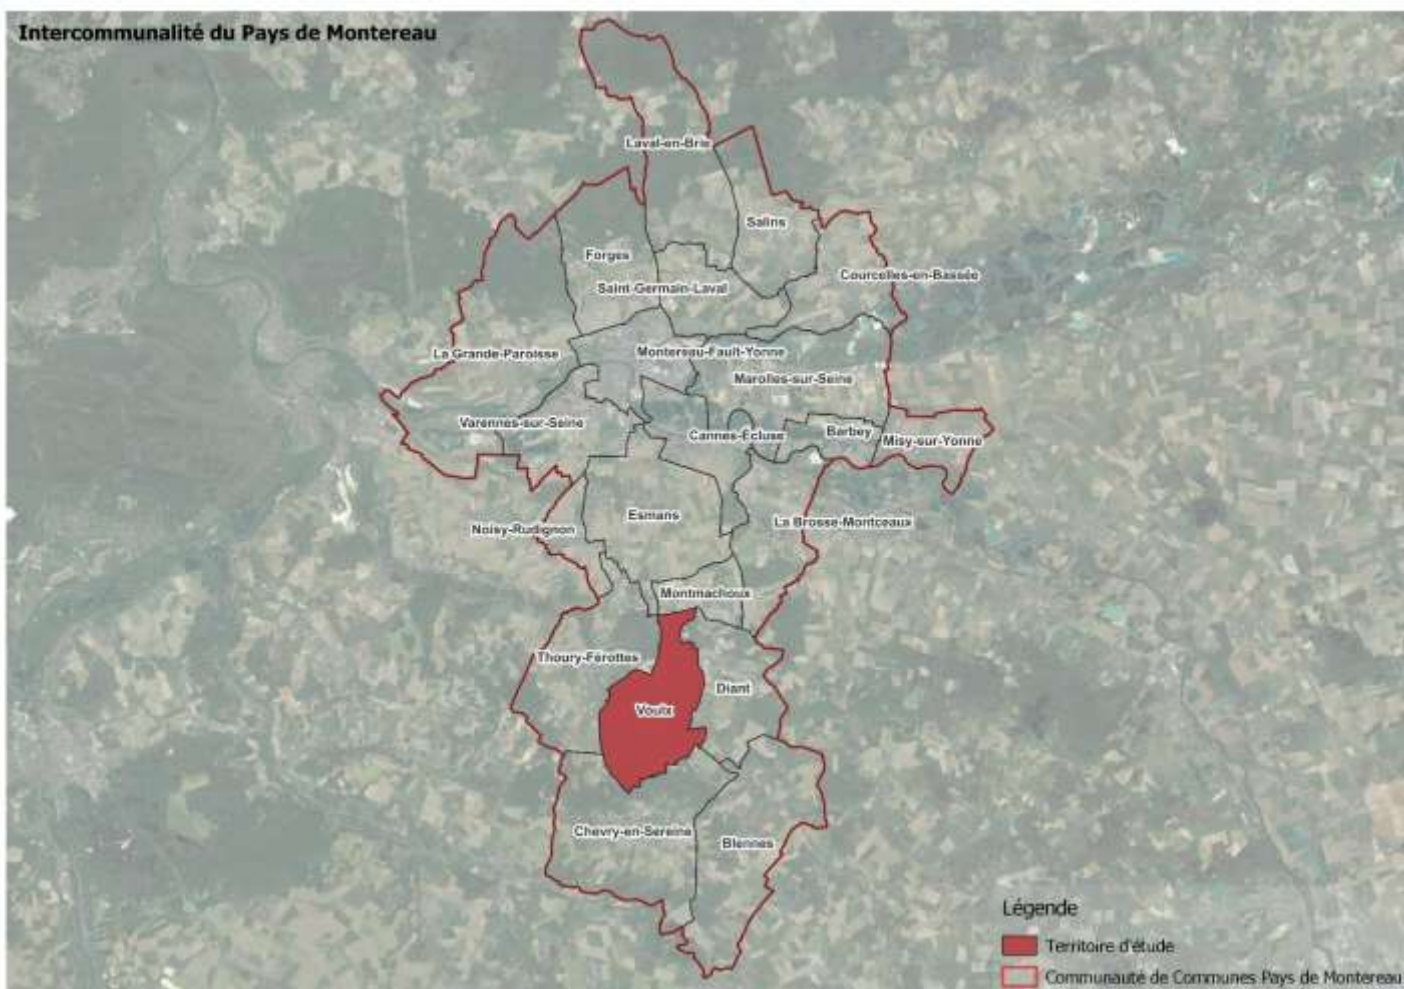 Intercommunalité du Pays de Montereau
Laval-en-Brie
Salins
Forges
Courcelles-en-Bassée
Saint-Germain-Laval
La Grande-Paroisse
Montereau-Fault-Yonne
Marolles-sur-Seine
Varennes-sur-Seine
Cannes-Écluse
Barbey
Misy-sur-Yonne
Esmans
La Brosse-Montceaux
Noisy-Rudignon
Montmachoux
Thoury-Férottes
Diant
Voulx
Chevry-en-Sereine
Blennes
Légende
Territoire d'étude
Communauté de Communes Pays de Montereau